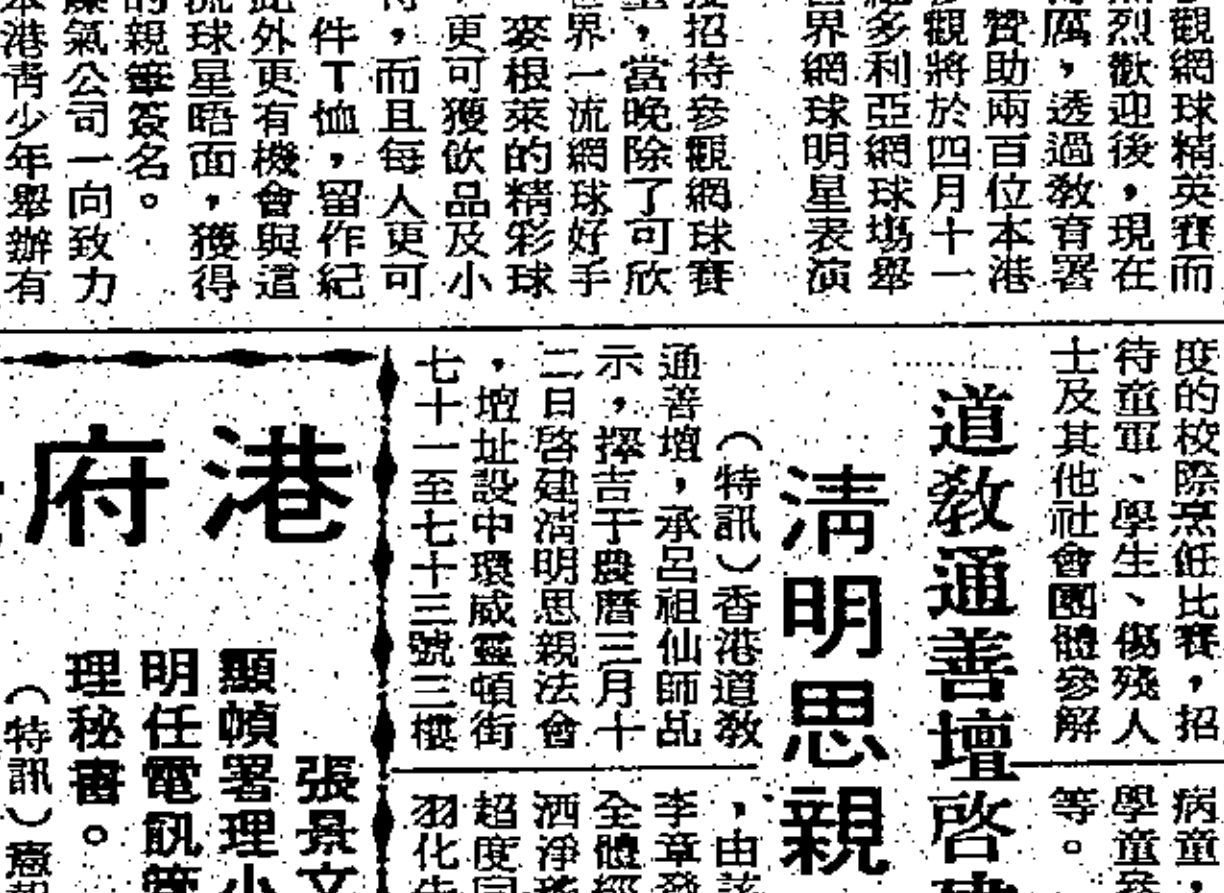 觀網球精英賽而
烈歡迎後，現在
厲，透過教育署
贊助兩百位本港
觀將於四月十一
多利亞網球場舉
界網球明星表演
招待參觀網球賽
，當晚除了可欣
界一流網球好手
麥根萊的精彩球
更可獲飲品及小
，而且每人更可
件T恤，留作紀
外更有機會與這
球星晤面，獲得
的親筆簽名。
氣公司一向致力
本港青少年舉辦有
度的校際烹飪比賽，招
待童軍、學生、傷殘人
士及其他社會團體參解
病童，
學童
等。
道教通善壇啓建
清明思親
（特訊）香港道教
通善壇，承呂祖仙師乩
示，擇吉于農曆三月十
二日啓建清明思親法會
，壇址設中環威靈頓街
七十一至七十三號三樓
，由該
李章發
全體經
洒淨
超度同
羽化先
港府
張景文
顯幀署理小
明任電訊管
理秘書。
（特訊）憲報